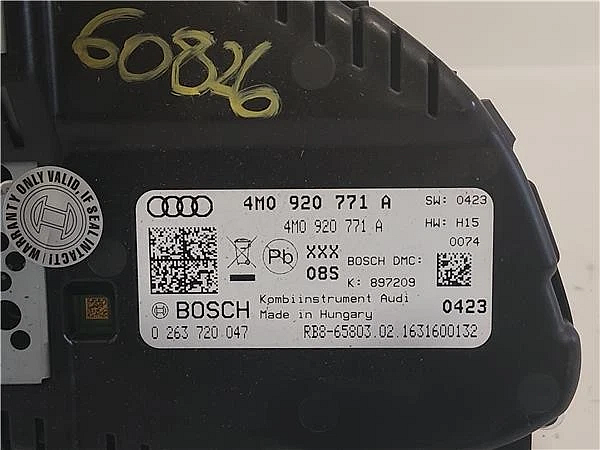 60826
WARRANTY ONLY VALID, IF SEAL INTACT!
4M0 920 771 A SW: 0423
4M0 920 771 A HW: H15
0074
Pb XXX
08S
BOSCH DMC:
K: 897209
BOSCH Kombiinstrument Audi
Made in Hungary 0423
0 263 720 047 RB8-65803.02.1631600132